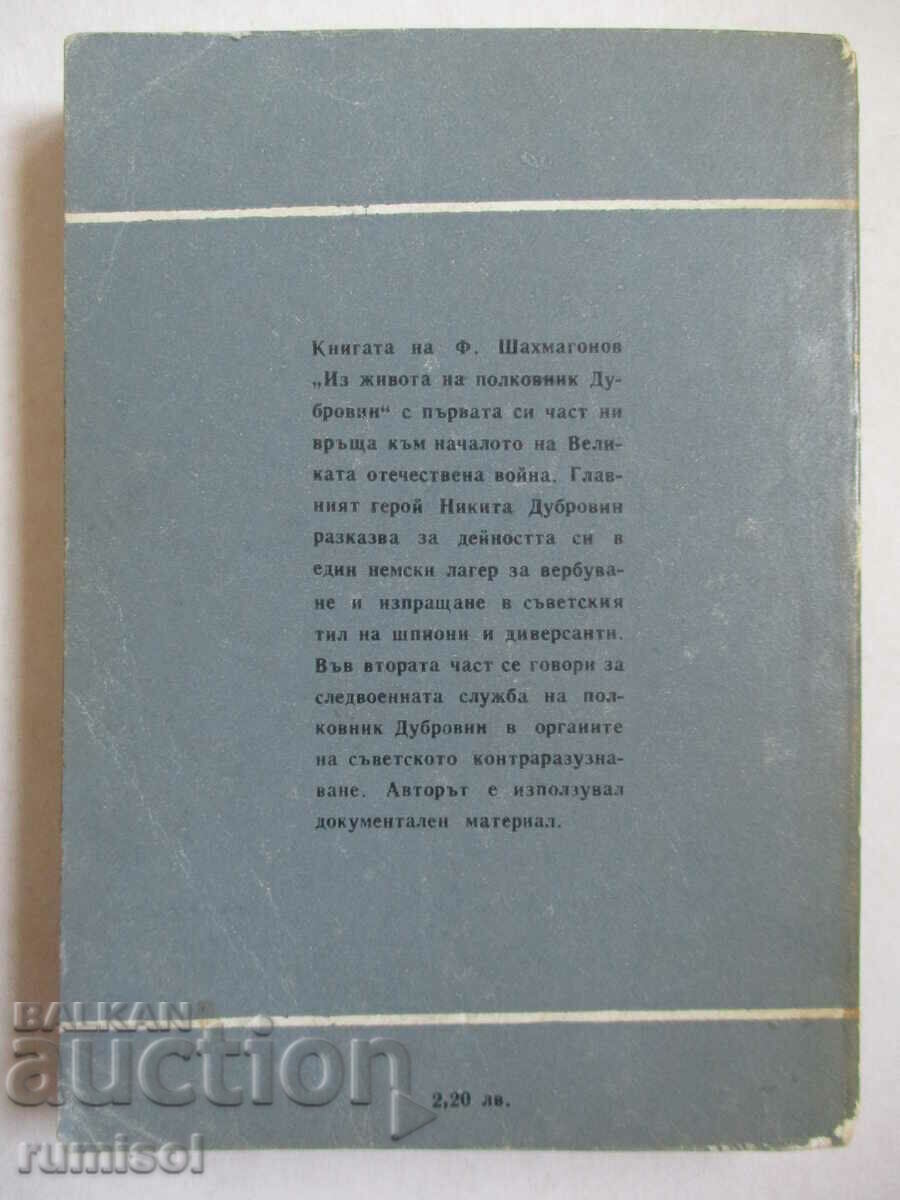 Книгата на Ф. Шахмагонов
„Из живота на полковник Ду-
бровин“ с първата си част ни
връща към началото на Вели-
ката отечествена война. Глав-
ният герой Никита Дубровин
разказва за дейността си в
един немски лагер за вербува-
не и изпращане в съветския
тил на шпиони и диверсанти.
Във втората част се говори за
следвоенната служба на пол-
ковник Дубровин в органите
на съветското контраразузна-
ване. Авторът е използувал
документален материал.
BALKAN
auction
2,20 лв.
rumisol